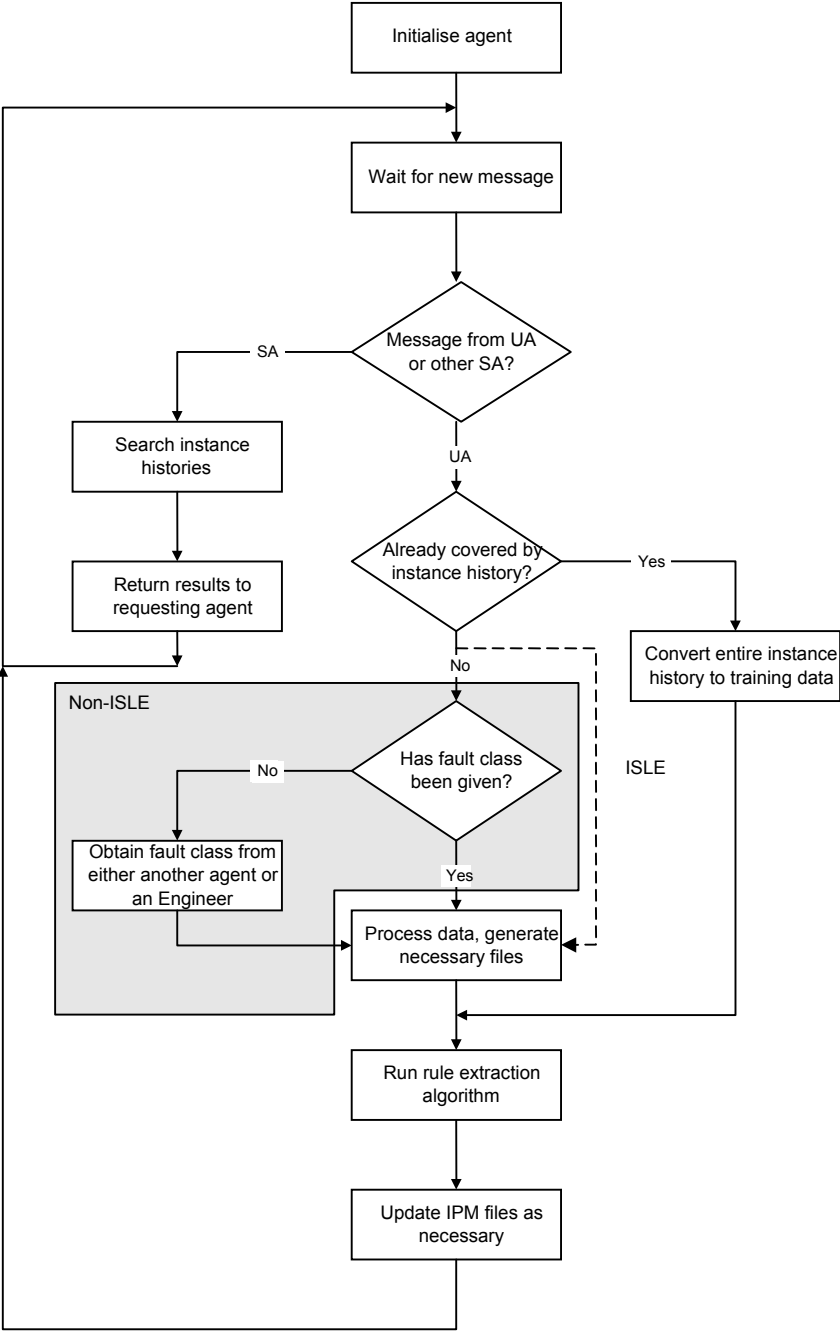 Initialise agent
Wait for new message
Message from UA
or other SA?
SA
UA
Search instance
histories
Already covered by
instance history?
Yes
Return results to
requesting agent
Convert entire instance
history to training data
No
Non-ISLE
Has fault class
been given?
No
ISLE
Obtain fault class from
either another agent or
an Engineer
Yes
Process data, generate
necessary files
Run rule extraction
algorithm
Update IPM files as
necessary